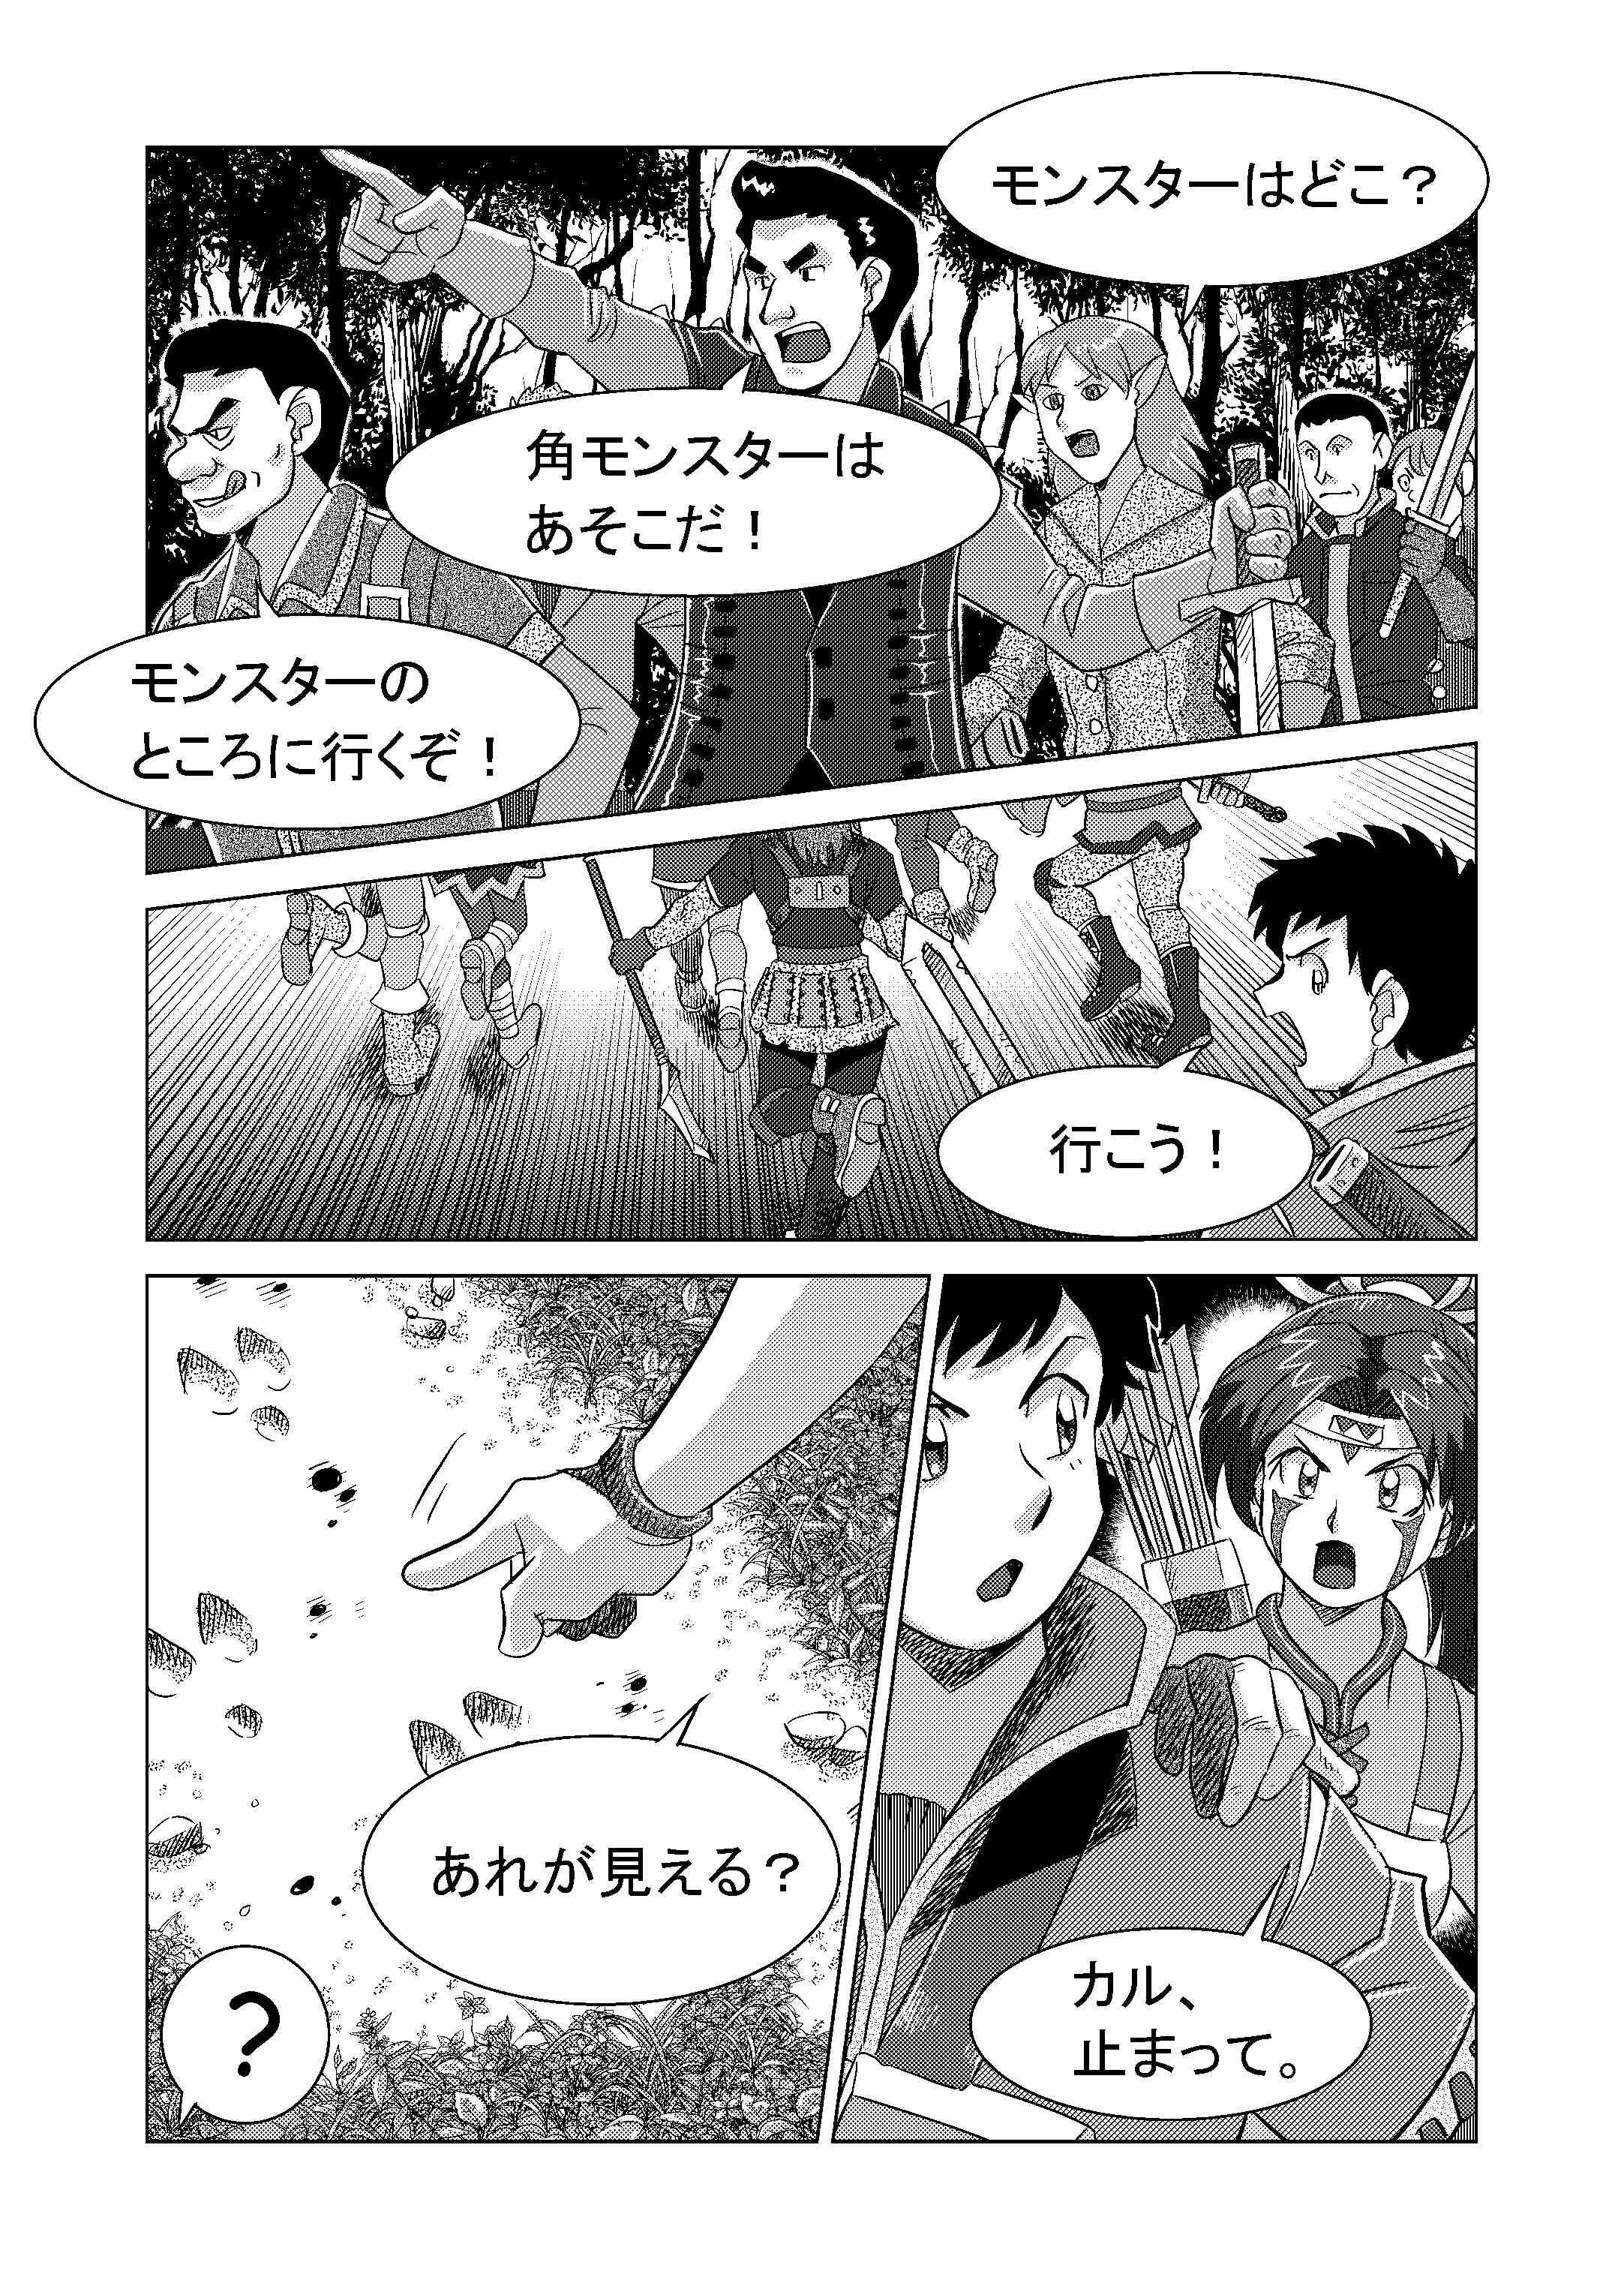 モンスターはどこ？
角モンスターは
あそこだ！
モンスターの
ところに行くぞ！
行こう！
カル、
止まって。
あれが見える？
？